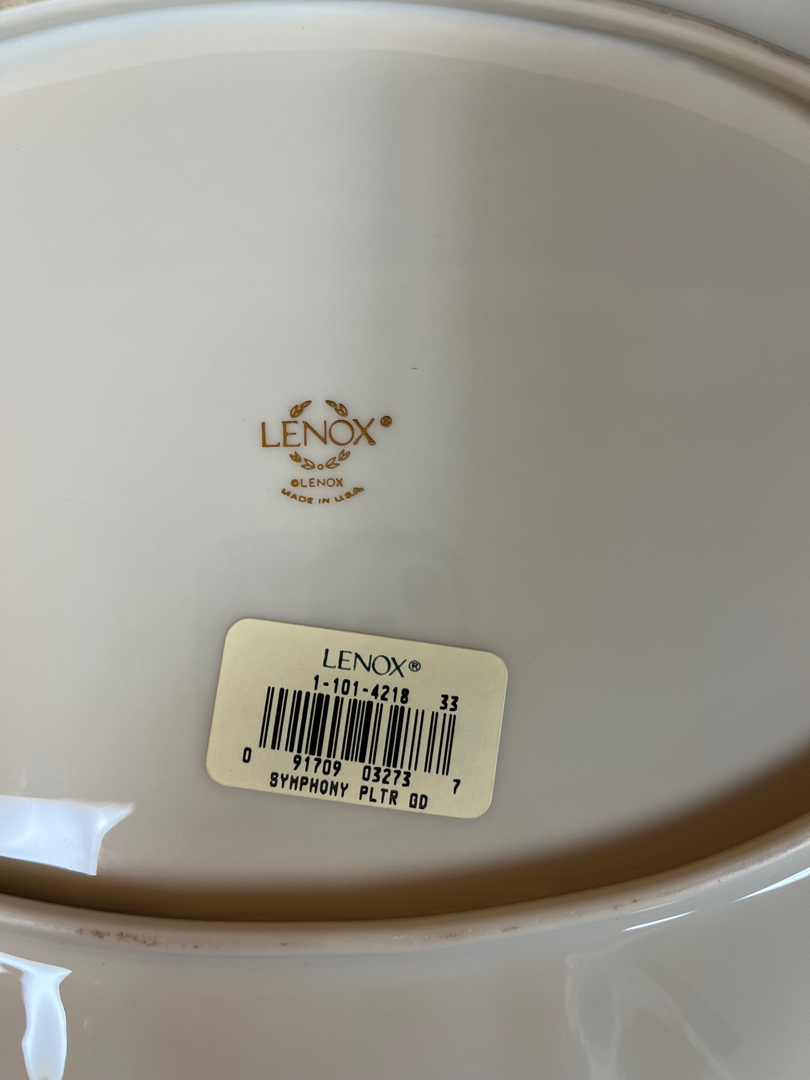 LENOX®
©LENOX
MADE IN U.S.A.
LENOX®
1-101-4218 33
0 91709 03273 7
SYMPHONY PLTR GD